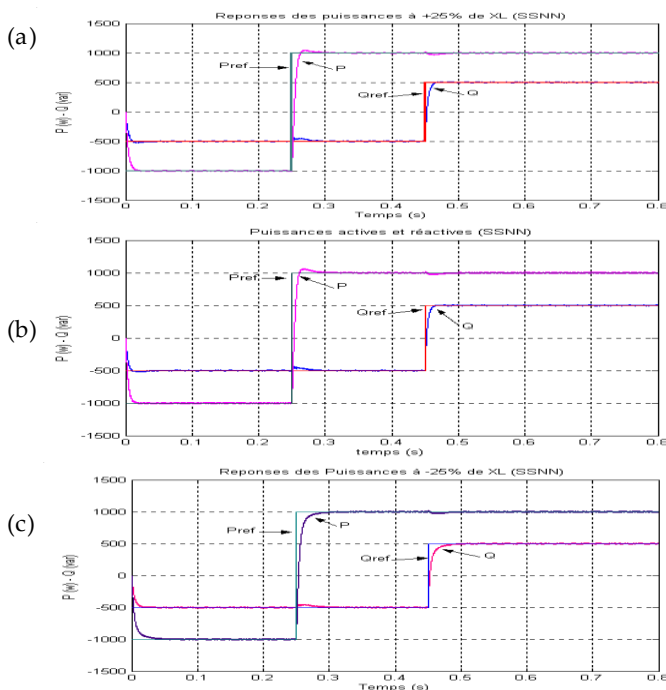 (a)
Reponses des puissances à +25% de XL (SSNN)
P (w) - Q (var)
1500
1000
500
0
-500
-1000
-1500
Pref
P
Qref
Q
0 0.1 0.2 0.3 0.4 0.5 0.6 0.7 0.8
Temps (s)
(b)
Puissances actives et réactives (SSNN)
P (w) - Q (var)
1500
1000
500
0
-500
-1000
-1500
Pref
P
Qref
Q
0 0.1 0.2 0.3 0.4 0.5 0.6 0.7 0.8
temps (s)
(c)
Reponses des Puissances à -25% de XL (SSNN)
P (w) - Q (var)
1500
1000
500
0
-500
-1000
-1500
Pref
P
Qref
Q
0 0.1 0.2 0.3 0.4 0.5 0.6 0.7 0.8
Temps (s)